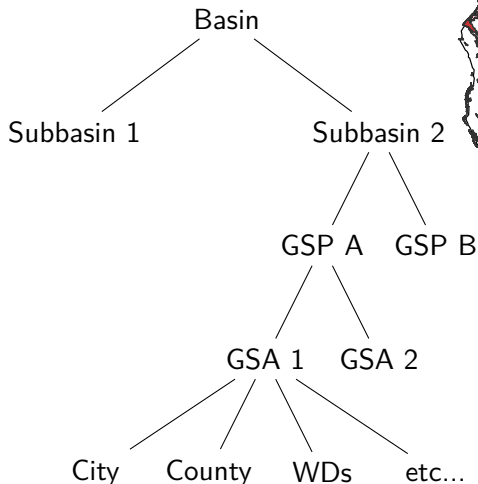 Basin
Subbasin 1 Subbasin 2
GSP A GSP B
GSA 1 GSA 2
City County WDs etc...